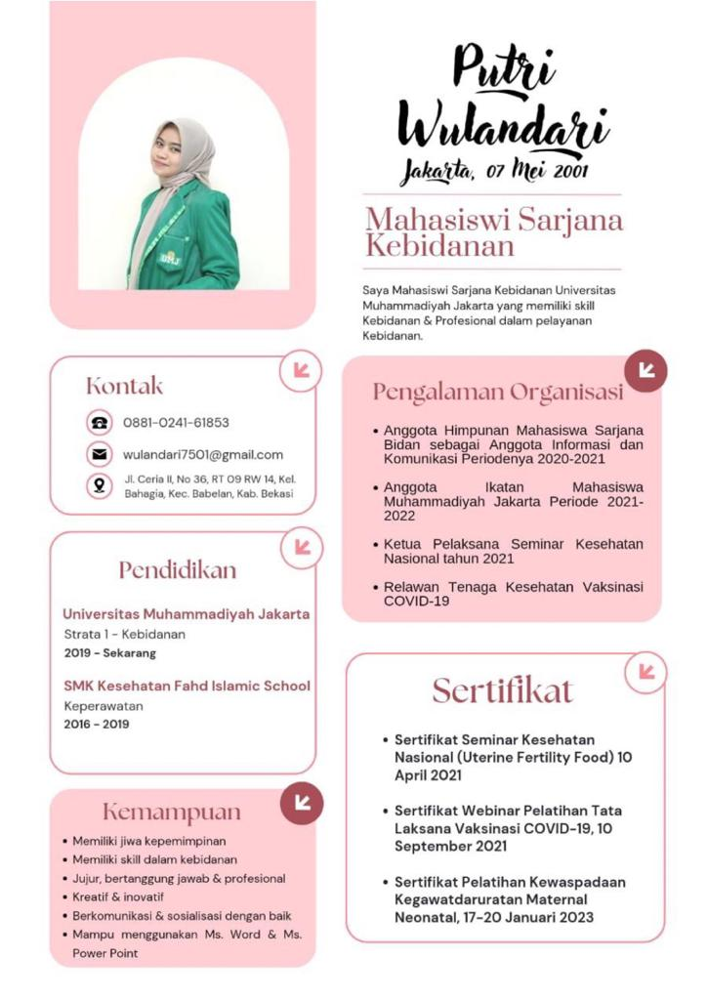 Putri
Wulandari
Jakarta, 07 Mei 2001
Mahasiswi Sarjana
Kebidanan
Saya Mahasiswi Sarjana Kebidanan Universitas
Muhammadiyah Jakarta yang memiliki skill
Kebidanan & Profesional dalam pelayanan
Kebidanan.
UMJ
Kontak
0881-0241-61853
wulandari7501@gmail.com
Jl. Ceria II, No 36, RT 09 RW 14, Kel.
Bahagia, Kec. Babelan, Kab. Bekasi
Pendidikan
Universitas Muhammadiyah Jakarta
Strata 1 - Kebidanan
2019 - Sekarang
SMK Kesehatan Fahd Islamic School
Keperawatan
2016 - 2019
Kemampuan
• Memiliki jiwa kepemimpinan
• Memiliki skill dalam kebidanan
• Jujur, bertanggung jawab & profesional
• Kreatif & inovatif
• Berkomunikasi & sosialisasi dengan baik
• Mampu menggunakan Ms. Word & Ms.
Power Point
Pengalaman Organisasi
• Anggota Himpunan Mahasiswa Sarjana
Bidan sebagai Anggota Informasi dan
Komunikasi Periodenya 2020-2021
• Anggota Ikatan Mahasiswa
Muhammadiyah Jakarta Periode 2021-
2022
• Ketua Pelaksana Seminar Kesehatan
Nasional tahun 2021
• Relawan Tenaga Kesehatan Vaksinasi
COVID-19
Sertifikat
• Sertifikat Seminar Kesehatan
Nasional (Uterine Fertility Food) 10
April 2021
• Sertifikat Webinar Pelatihan Tata
Laksana Vaksinasi COVID-19, 10
September 2021
• Sertifikat Pelatihan Kewaspadaan
Kegawatdaruratan Maternal
Neonatal, 17-20 Januari 2023